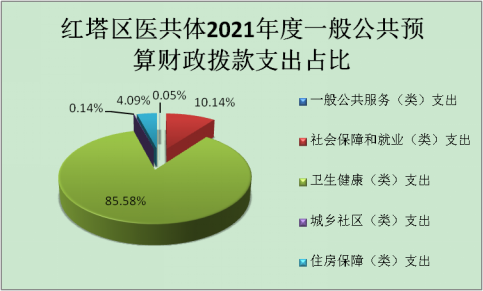 红塔区医共体2021年度一般公共预
算财政拨款支出占比
0.14%
4.09%
0.05%
10.14%
85.58%
一般公共服务（类）支出
社会保障和就业（类）支出
卫生健康（类）支出
城乡社区（类）支出
住房保障（类）支出